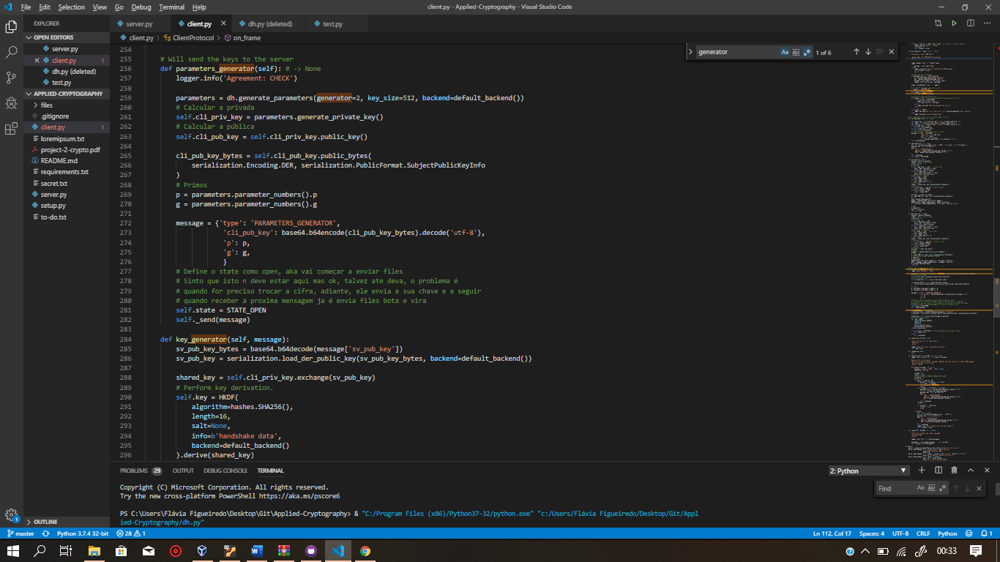 File Edit Selection View Go Debug Terminal Help
client.py - Applied-Cryptography - Visual Studio Code
EXPLORER
OPEN EDITORS
server.py
client.py 1
dh.py (deleted)
test.py
APPLIED-CRYPTOGRAPHY
files
.gitignore
client.py 1
loremipsum.txt
project-2-crypto.pdf
README.md
requirements.txt
secret.txt
server.py
setup.py
to-do.txt
OUTLINE
server.py client.py dh.py (deleted) test.py
client.py > ClientProtocol > on_frame
generator Aa Abl .* 1 of 6
254
255 # Will send the keys to the server
256 def parameters_generator(self): # -> None
257 logger.info('Agreement: CHECK')
258
259 parameters = dh.generate_parameters(generator=2, key_size=512, backend=default_backend())
260 # Calcular a privada
261 self.cli_priv_key = parameters.generate_private_key()
262 # Calcular a pública
263 self.cli_pub_key = self.cli_priv_key.public_key()
264
265 cli_pub_key_bytes = self.cli_pub_key.public_bytes(
266 serialization.Encoding.DER, serialization.PublicFormat.SubjectPublicKeyInfo
267 )
268 # Primos
269 p = parameters.parameter_numbers().p
270 g = parameters.parameter_numbers().g
271
272 message = {'type': 'PARAMETERS_GENERATOR',
273 'cli_pub_key': base64.b64encode(cli_pub_key_bytes).decode('utf-8'),
274 'p': p,
275 'g': g,
276 }
277 # Define o state como open, aka vai começar a enviar files
278 # Sinto que isto n deve estar aqui mas ok, talvez ate deva, o problema é
279 # quando for preciso trocar a cifra, adiante, ele envia a sua chave e a seguir
280 # quando receber a proxima mensagem ja é envia files bota e vira
281 self.state = STATE_OPEN
282 self._send(message)
283
284 def key_generator(self, message):
285 sv_pub_key_bytes = base64.b64decode(message['sv_pub_key'])
286 sv_pub_key = serialization.load_der_public_key(sv_pub_key_bytes, backend=default_backend())
287
288 shared_key = self.cli_priv_key.exchange(sv_pub_key)
289 # Perform key derivation.
290 self.key = HKDF(
291 algorithm=hashes.SHA256(),
292 length=16,
293 salt=None,
294 info=b'handshake data',
295 backend=default_backend()
296 ).derive(shared_key)
PROBLEMS 29 OUTPUT DEBUG CONSOLE TERMINAL
2: Python
Find Aa Abl .*
Copyright (C) Microsoft Corporation. All rights reserved.
Try the new cross-platform PowerShell https://aka.ms/pscore6
PS C:\Users\Flávia Figueiredo\Desktop\Git\Applied-Cryptography> & "C:/Program Files (x86)/Python37-32/python.exe" "c:/Users/Flávia Figueiredo/Desktop/Git/Appl
ied-Cryptography/dh.py"
master Python 3.7.4 32-bit 28 1
Ln 112, Col 17 Spaces: 4 UTF-8 CRLF Python 1
00:33